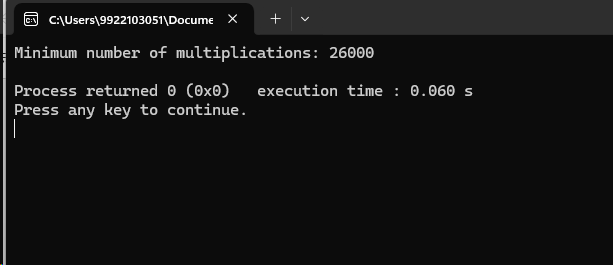 C:\Users\9922103051\Docume
Minimum number of multiplications: 26000
Process returned 0 (0x0)   execution time : 0.060 s
Press any key to continue.